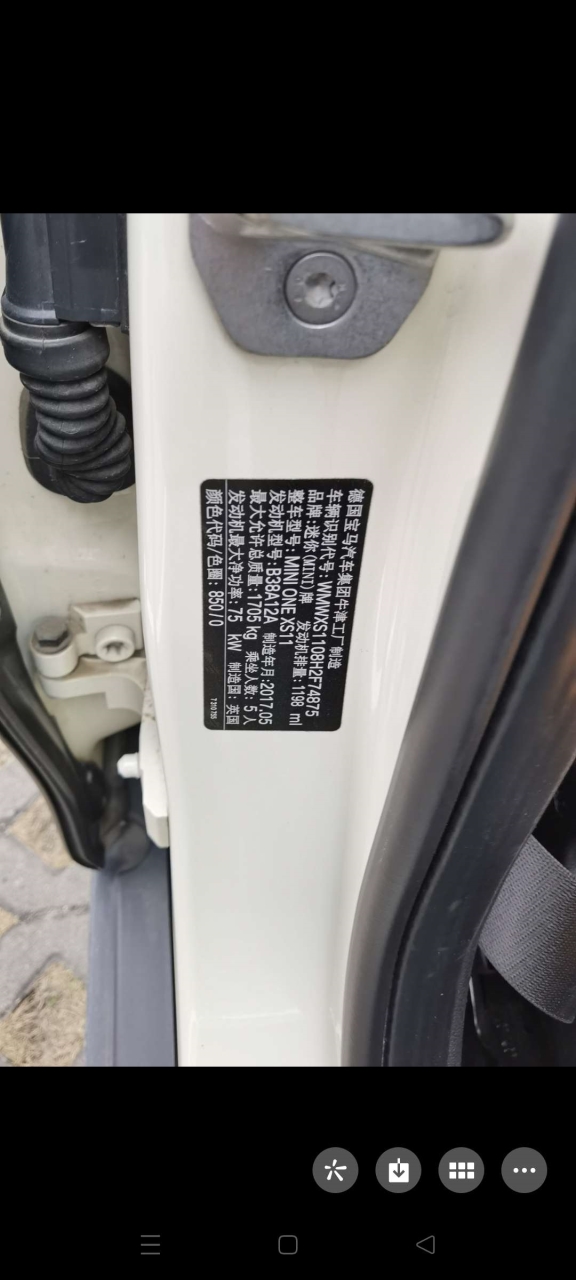 德国宝马汽车集团牛津工厂 制造
车辆识别代号: WMWXS1108H2F74875
品牌:迷你(MINI)牌 发动机排量: 1198 ml
整车型号: MINI ONE XS11
发动机型号: B38A12A 制造年月:2017.05
最大允许总质量:1705 kg 乘坐人数: 5 人
发动机最大净功率: 75 kW 制造国: 英国
颜色代码/色圈: 850/0 7 310 755